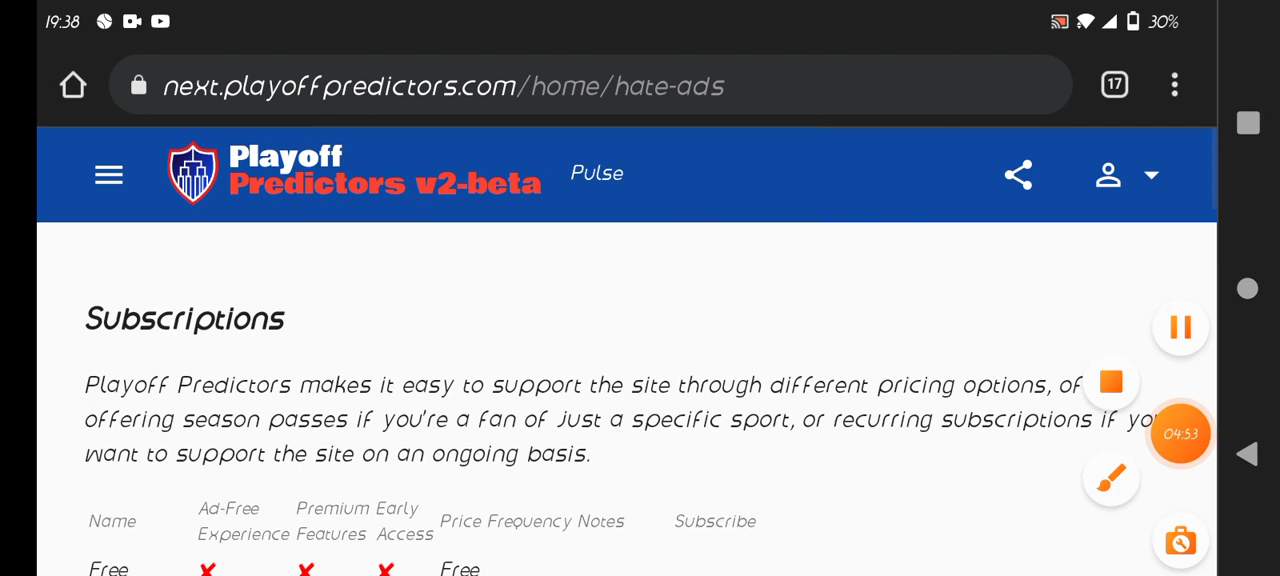 19:38
30%
next.playoffpredictors.com/home/hate-ads
17
Playoff
Predictors v2-beta
Pulse
Subscriptions
Playoff Predictors makes it easy to support the site through different pricing options, of
offering season passes if you're a fan of just a specific sport, or recurring subscriptions if you
want to support the site on an ongoing basis.
04:53
Name Ad-Free Experience Premium Features Early Access Price Frequency Notes Subscribe
Free Free